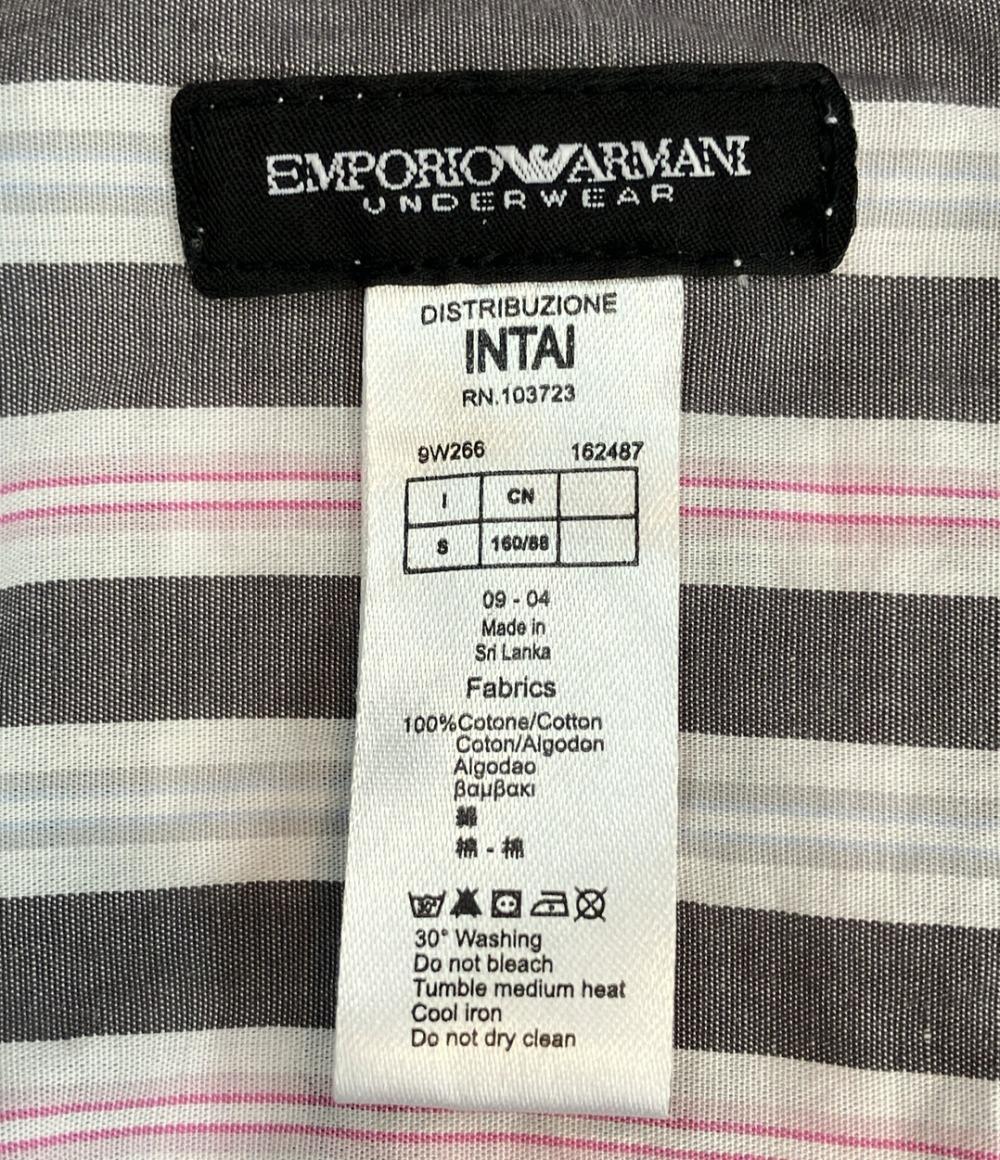 EMPORIO ARMANI
UNDERWEAR
DISTRIBUZIONE
INTAI
RN.103723
9W266 162487
I CN
S 160/88
09 - 04
Made in
Sri Lanka
Fabrics
100%Cotone/Cotton
Coton/Algodon
Algodao
βαμβακι
綿
棉 - 棉
30°
30° Washing
Do not bleach
Tumble medium heat
Cool iron
Do not dry clean